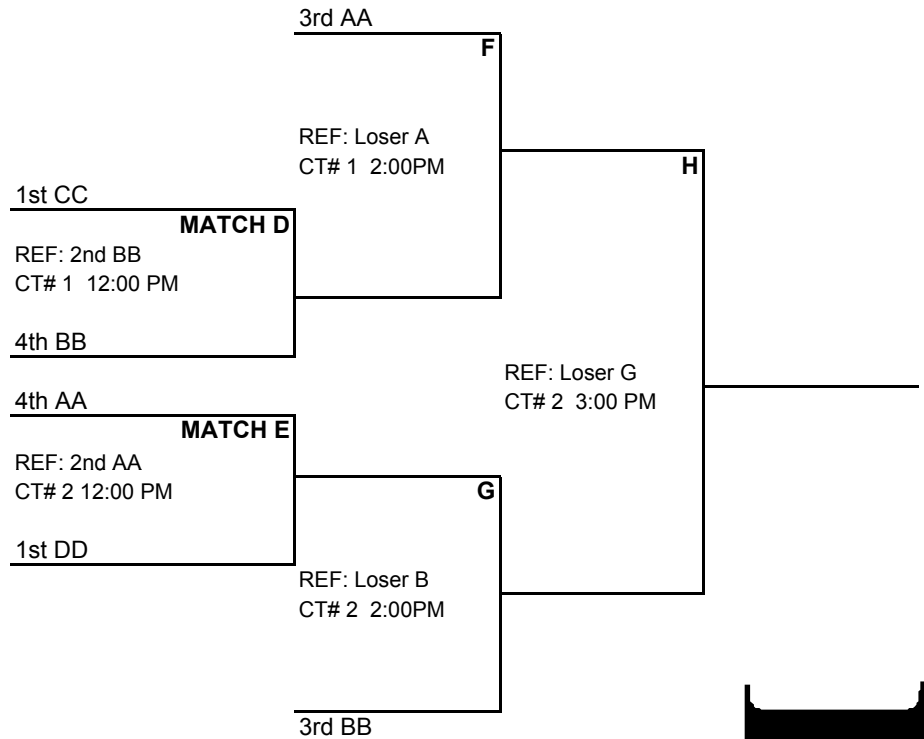 3rd AA
F
REF: Loser A
CT# 1  2:00PM
H
1st CC
MATCH D
REF: 2nd BB
CT# 1  12:00 PM
4th BB
REF: Loser G
CT# 2  3:00 PM
4th AA
MATCH E
REF: 2nd AA
CT# 2 12:00 PM
G
1st DD
REF: Loser B
CT# 2  2:00PM
3rd BB